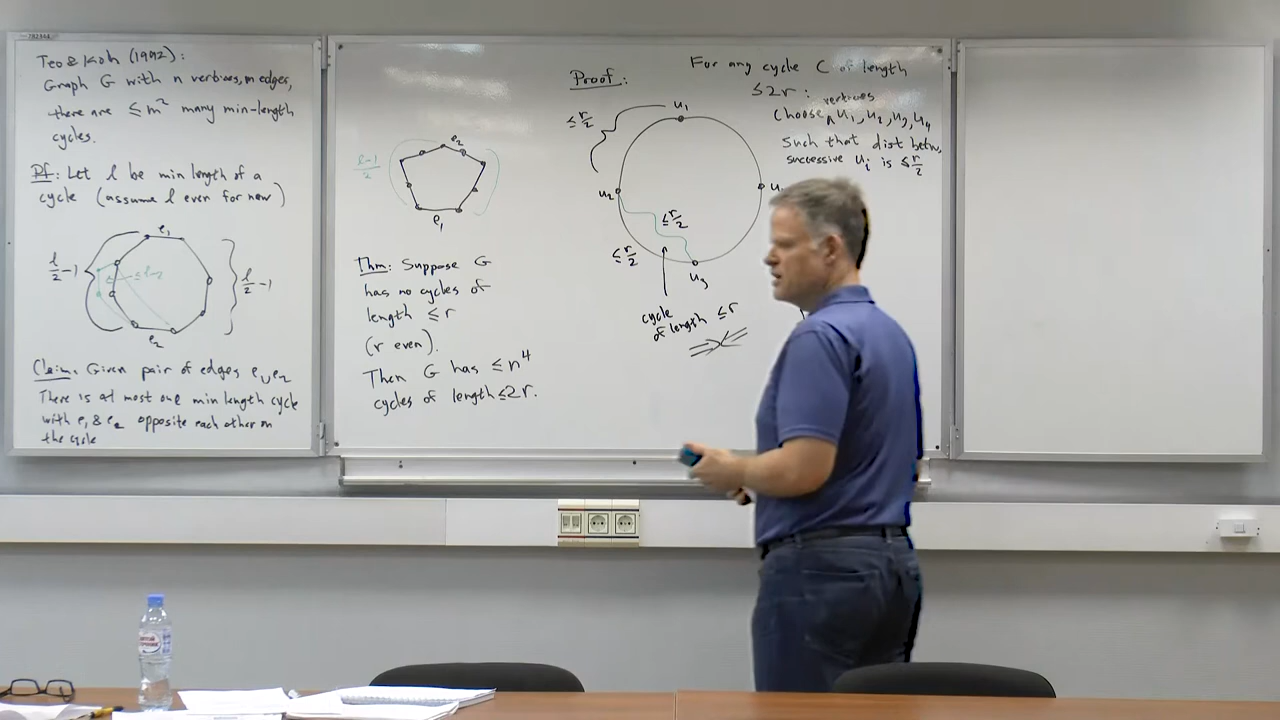 Teo & Koh (1992):
Graph G with n vertices, m edges,
there are ≤ m² many min-length
cycles.
Pf: Let l be min length of a
cycle (assume l even for now)
e₁
l/2 -1
l/2 -1
e₂
Claim: Given pair of edges e₁, e₂
There is at most one min length cycle
with e₁ & e₂ opposite each other on
the cycle
e₂
l-1/2
e₁
Thm: Suppose G
has no cycles of
length ≤ r
(r even).
Then G has ≤ n⁴
cycles of length ≤ 2r.
Proof:
For any cycle C of length
≤ 2r:
vertices
Choose ∧ u₁, u₂, u₃, u₄
such that dist betw.
successive uᵢ is ≤ r/2
u₁
≤ r/2
u₂
≤ r/2
≤ r/2
u₃
cycle
of length ≤ r